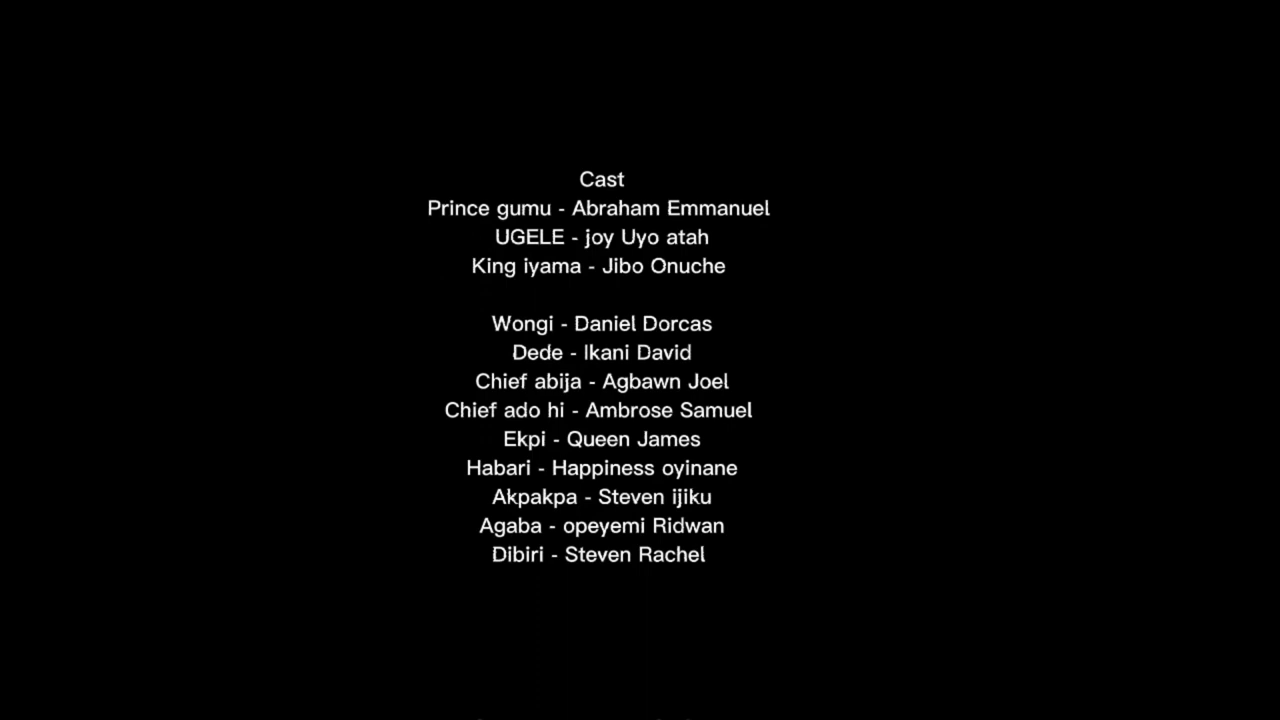 Cast
Prince gumu - Abraham Emmanuel
UGELE - joy Uyo atah
King iyama - Jibo Onuche
Wongi - Daniel Dorcas
Dede - Ikani David
Chief abija - Agbawn Joel
Chief ado hi - Ambrose Samuel
Ekpi - Queen James
Habari - Happiness oyinane
Akpakpa - Steven ijiku
Agaba - opeyemi Ridwan
Dibiri - Steven Rachel